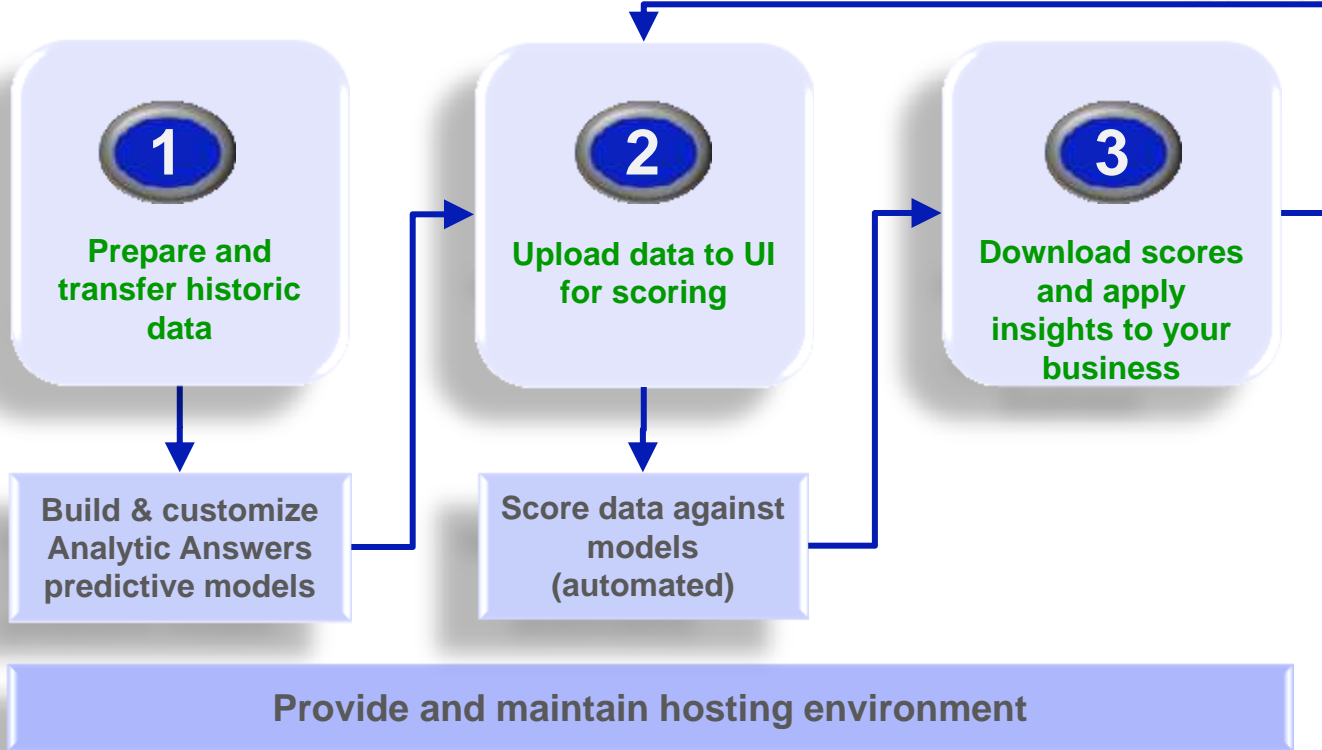 1
Prepare and
transfer historic
data
2
Upload data to UI
for scoring
3
Download scores
and apply
insights to your
business
Build & customize
Analytic Answers
predictive models
Score data against
models
(automated)
Provide and maintain hosting environment